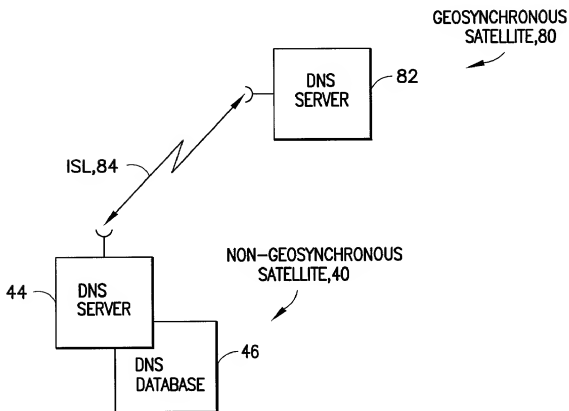 GEOSYNCHRONOUS
SATELLITE,80
DNS
SERVER
82
ISL,84
NON-GEOSYNCHRONOUS
SATELLITE,40
44
DNS
SERVER
46
DNS
DATABASE